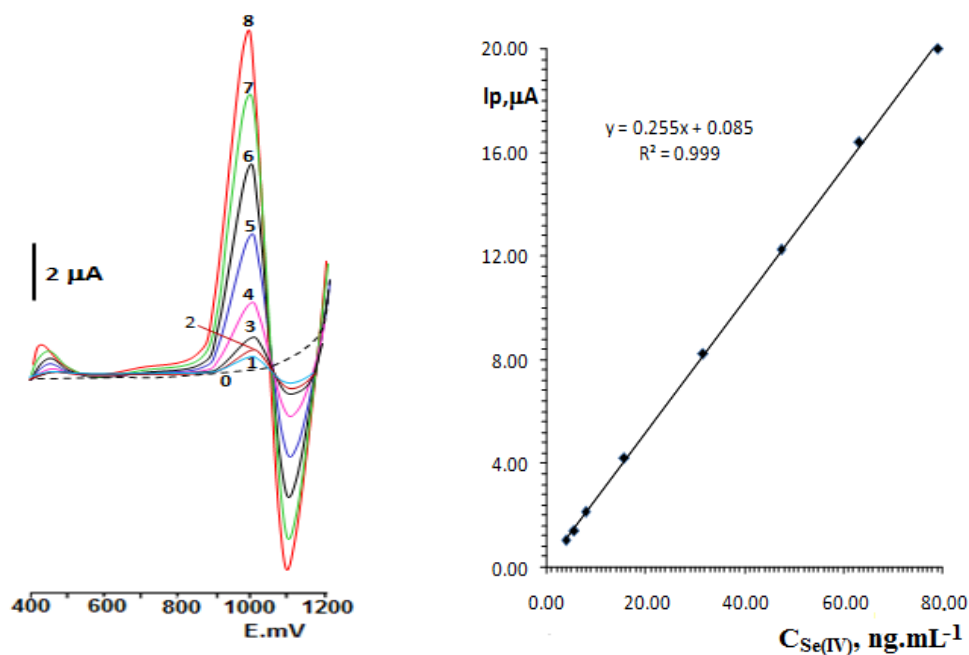 8
7
6
5
4
2
3
1
0
2 µA
400 600 800 1000 1200
E.mV
20.00
Ip,µA
y = 0.255x + 0.085
R² = 0.999
16.00
12.00
8.00
4.00
0.00
0.00 20.00 40.00 60.00 80.00
CSe(IV), ng.mL-1